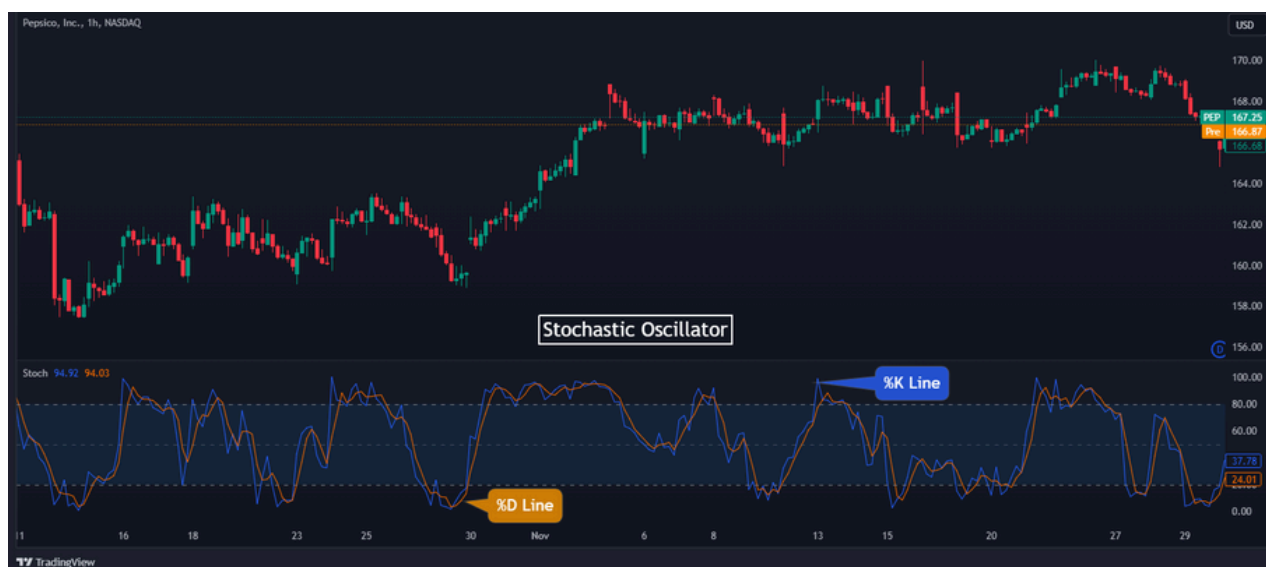 Pepsico, Inc., 1h, NASDAQ
USD
170.00
168.00
PEP 167.25
Pre 166.87
166.68
164.00
162.00
160.00
158.00
Stochastic Oscillator
D
156.00
Stoch 94.92 94.03
100.00
%K Line
80.00
60.00
37.78
24.01
%D Line
0.00
11 16 18 23 25 30 Nov 6 8 13 15 20 27 29
TradingView